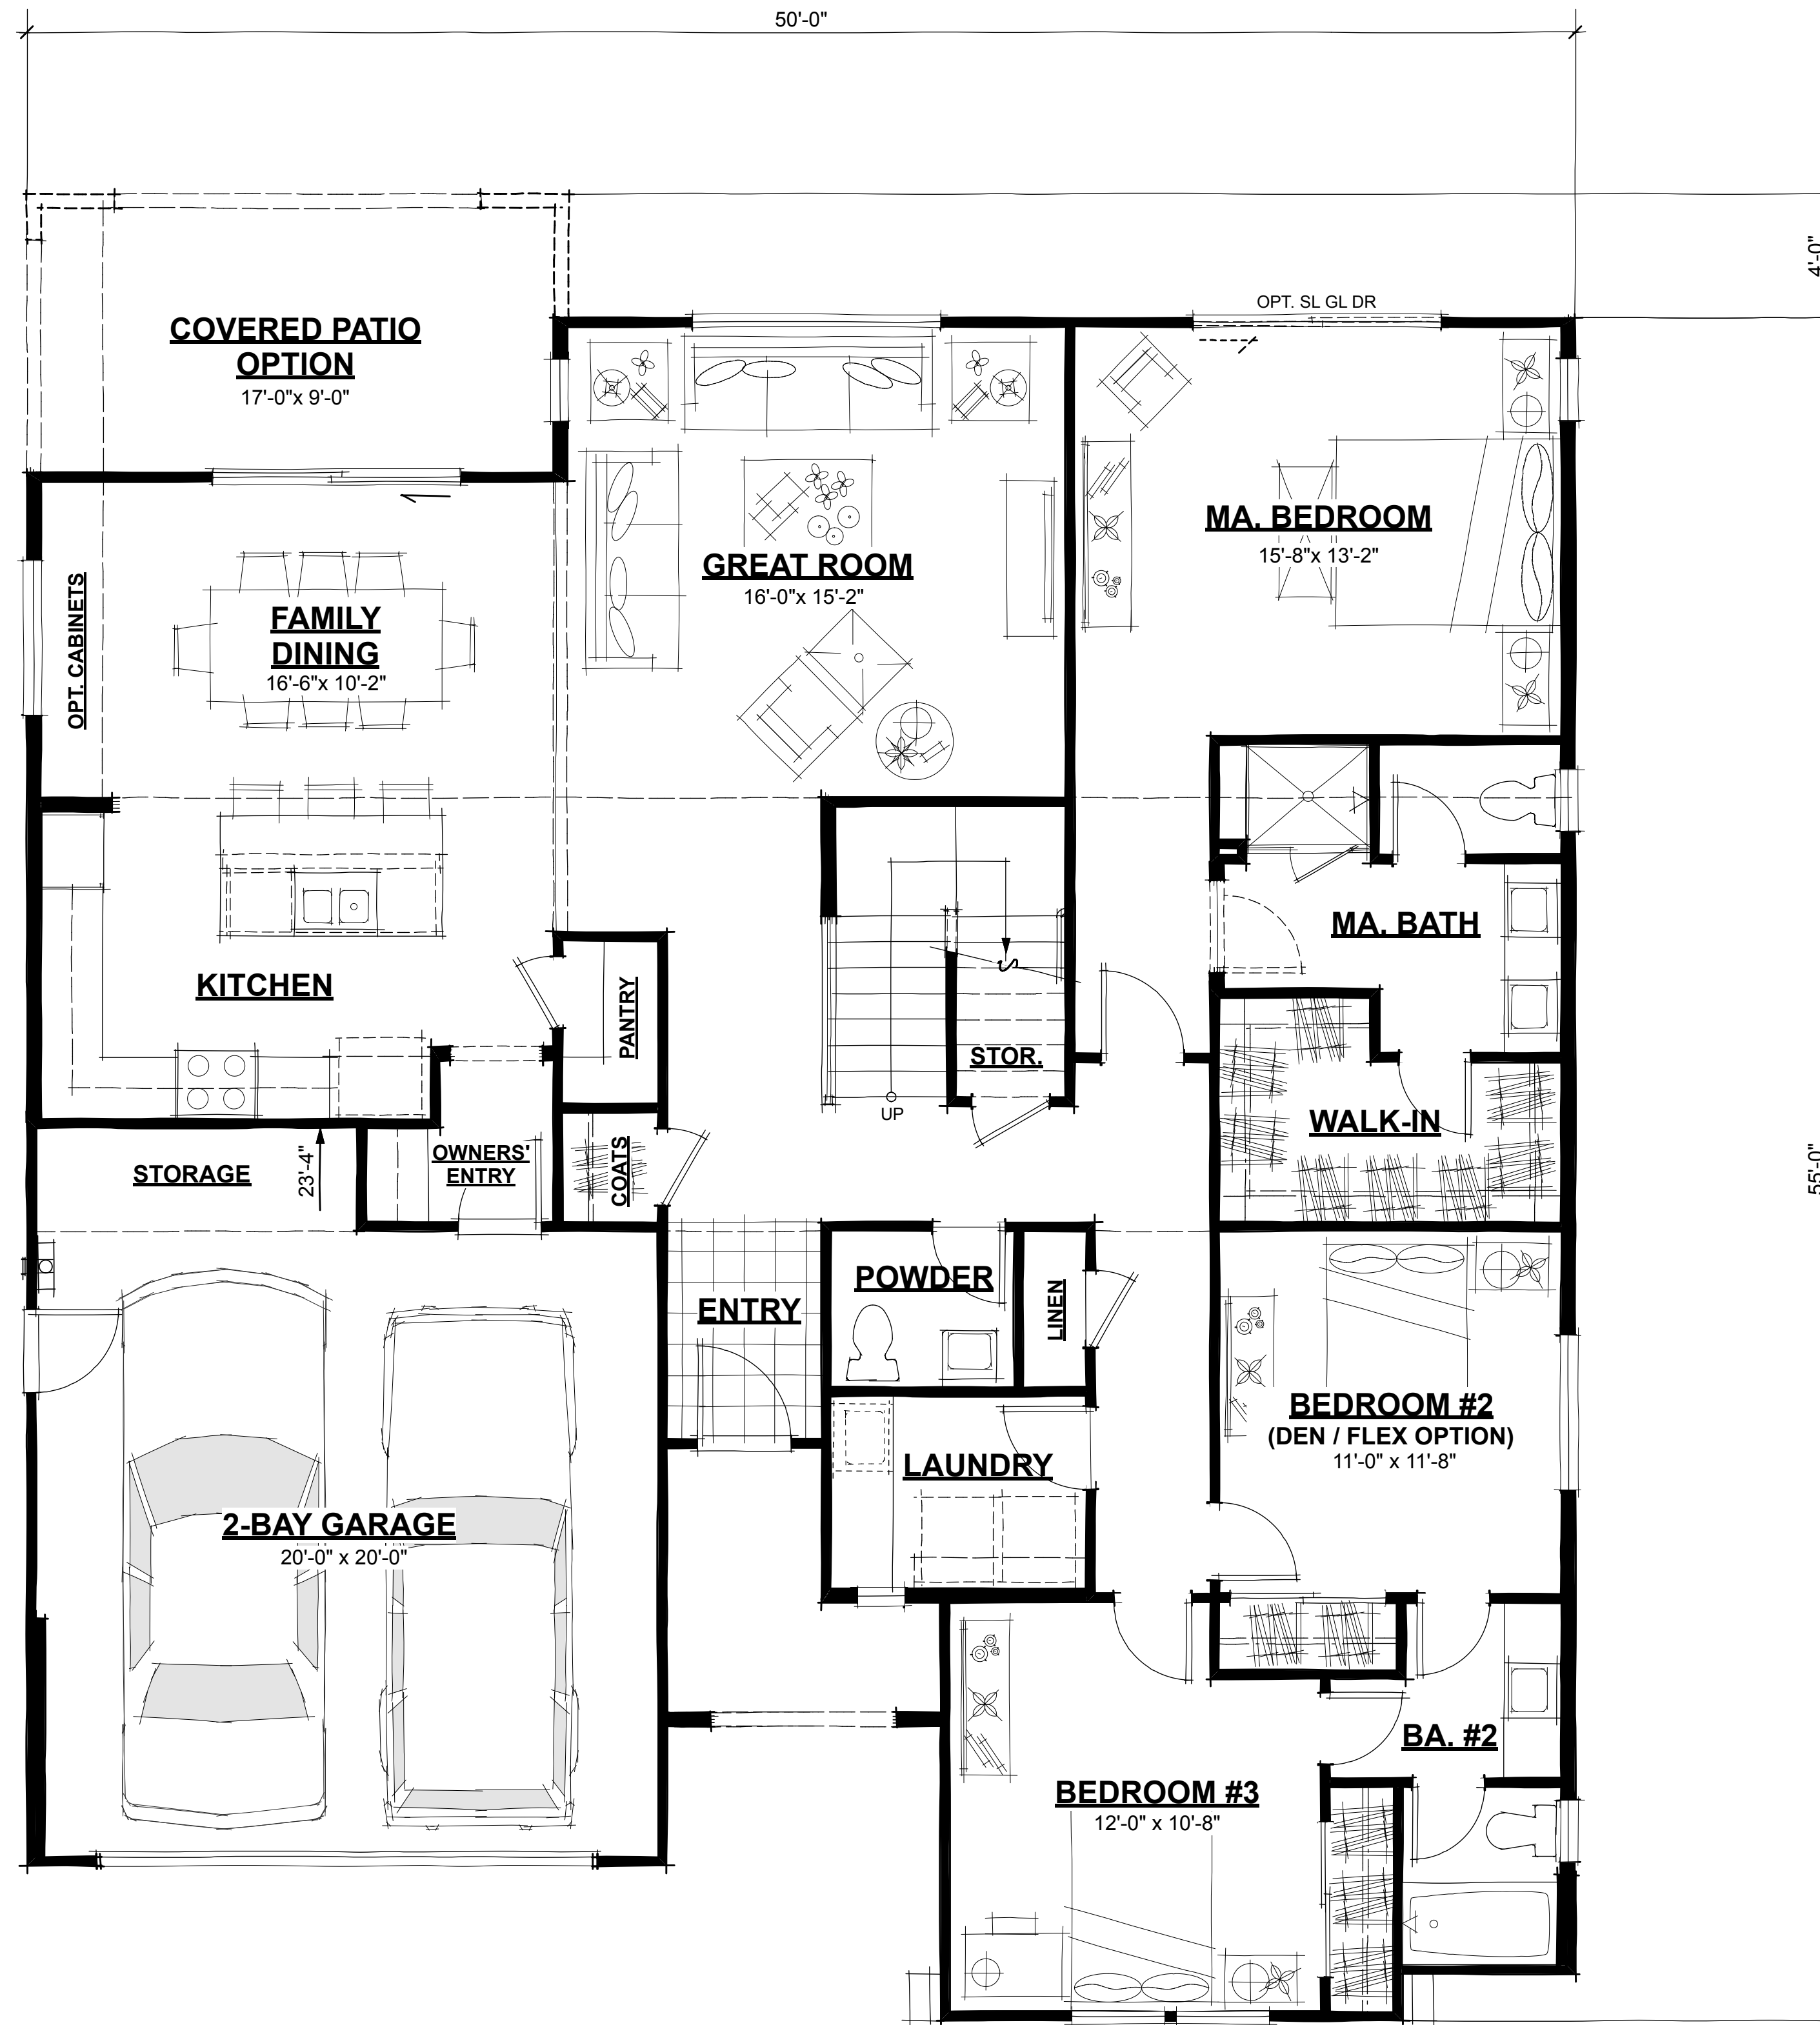 50'-0"
4'-0"
OPT. SL GL DR
COVERED PATIO
OPTION
17'-0"x 9'-0"
MA. BEDROOM
15'-8"x 13'-2"
GREAT ROOM
16'-0"x 15'-2"
OPT. CABINETS
FAMILY
DINING
16'-6"x 10'-2"
MA. BATH
KITCHEN
PANTRY
STOR.
UP
WALK-IN
STORAGE
23'-4"
OWNERS'
ENTRY
COATS
55'-0"
POWDER
ENTRY
LINEN
BEDROOM #2
(DEN / FLEX OPTION)
11'-0" x 11'-8"
LAUNDRY
2-BAY GARAGE
20'-0" x 20'-0"
BA. #2
BEDROOM #3
12'-0" x 10'-8"